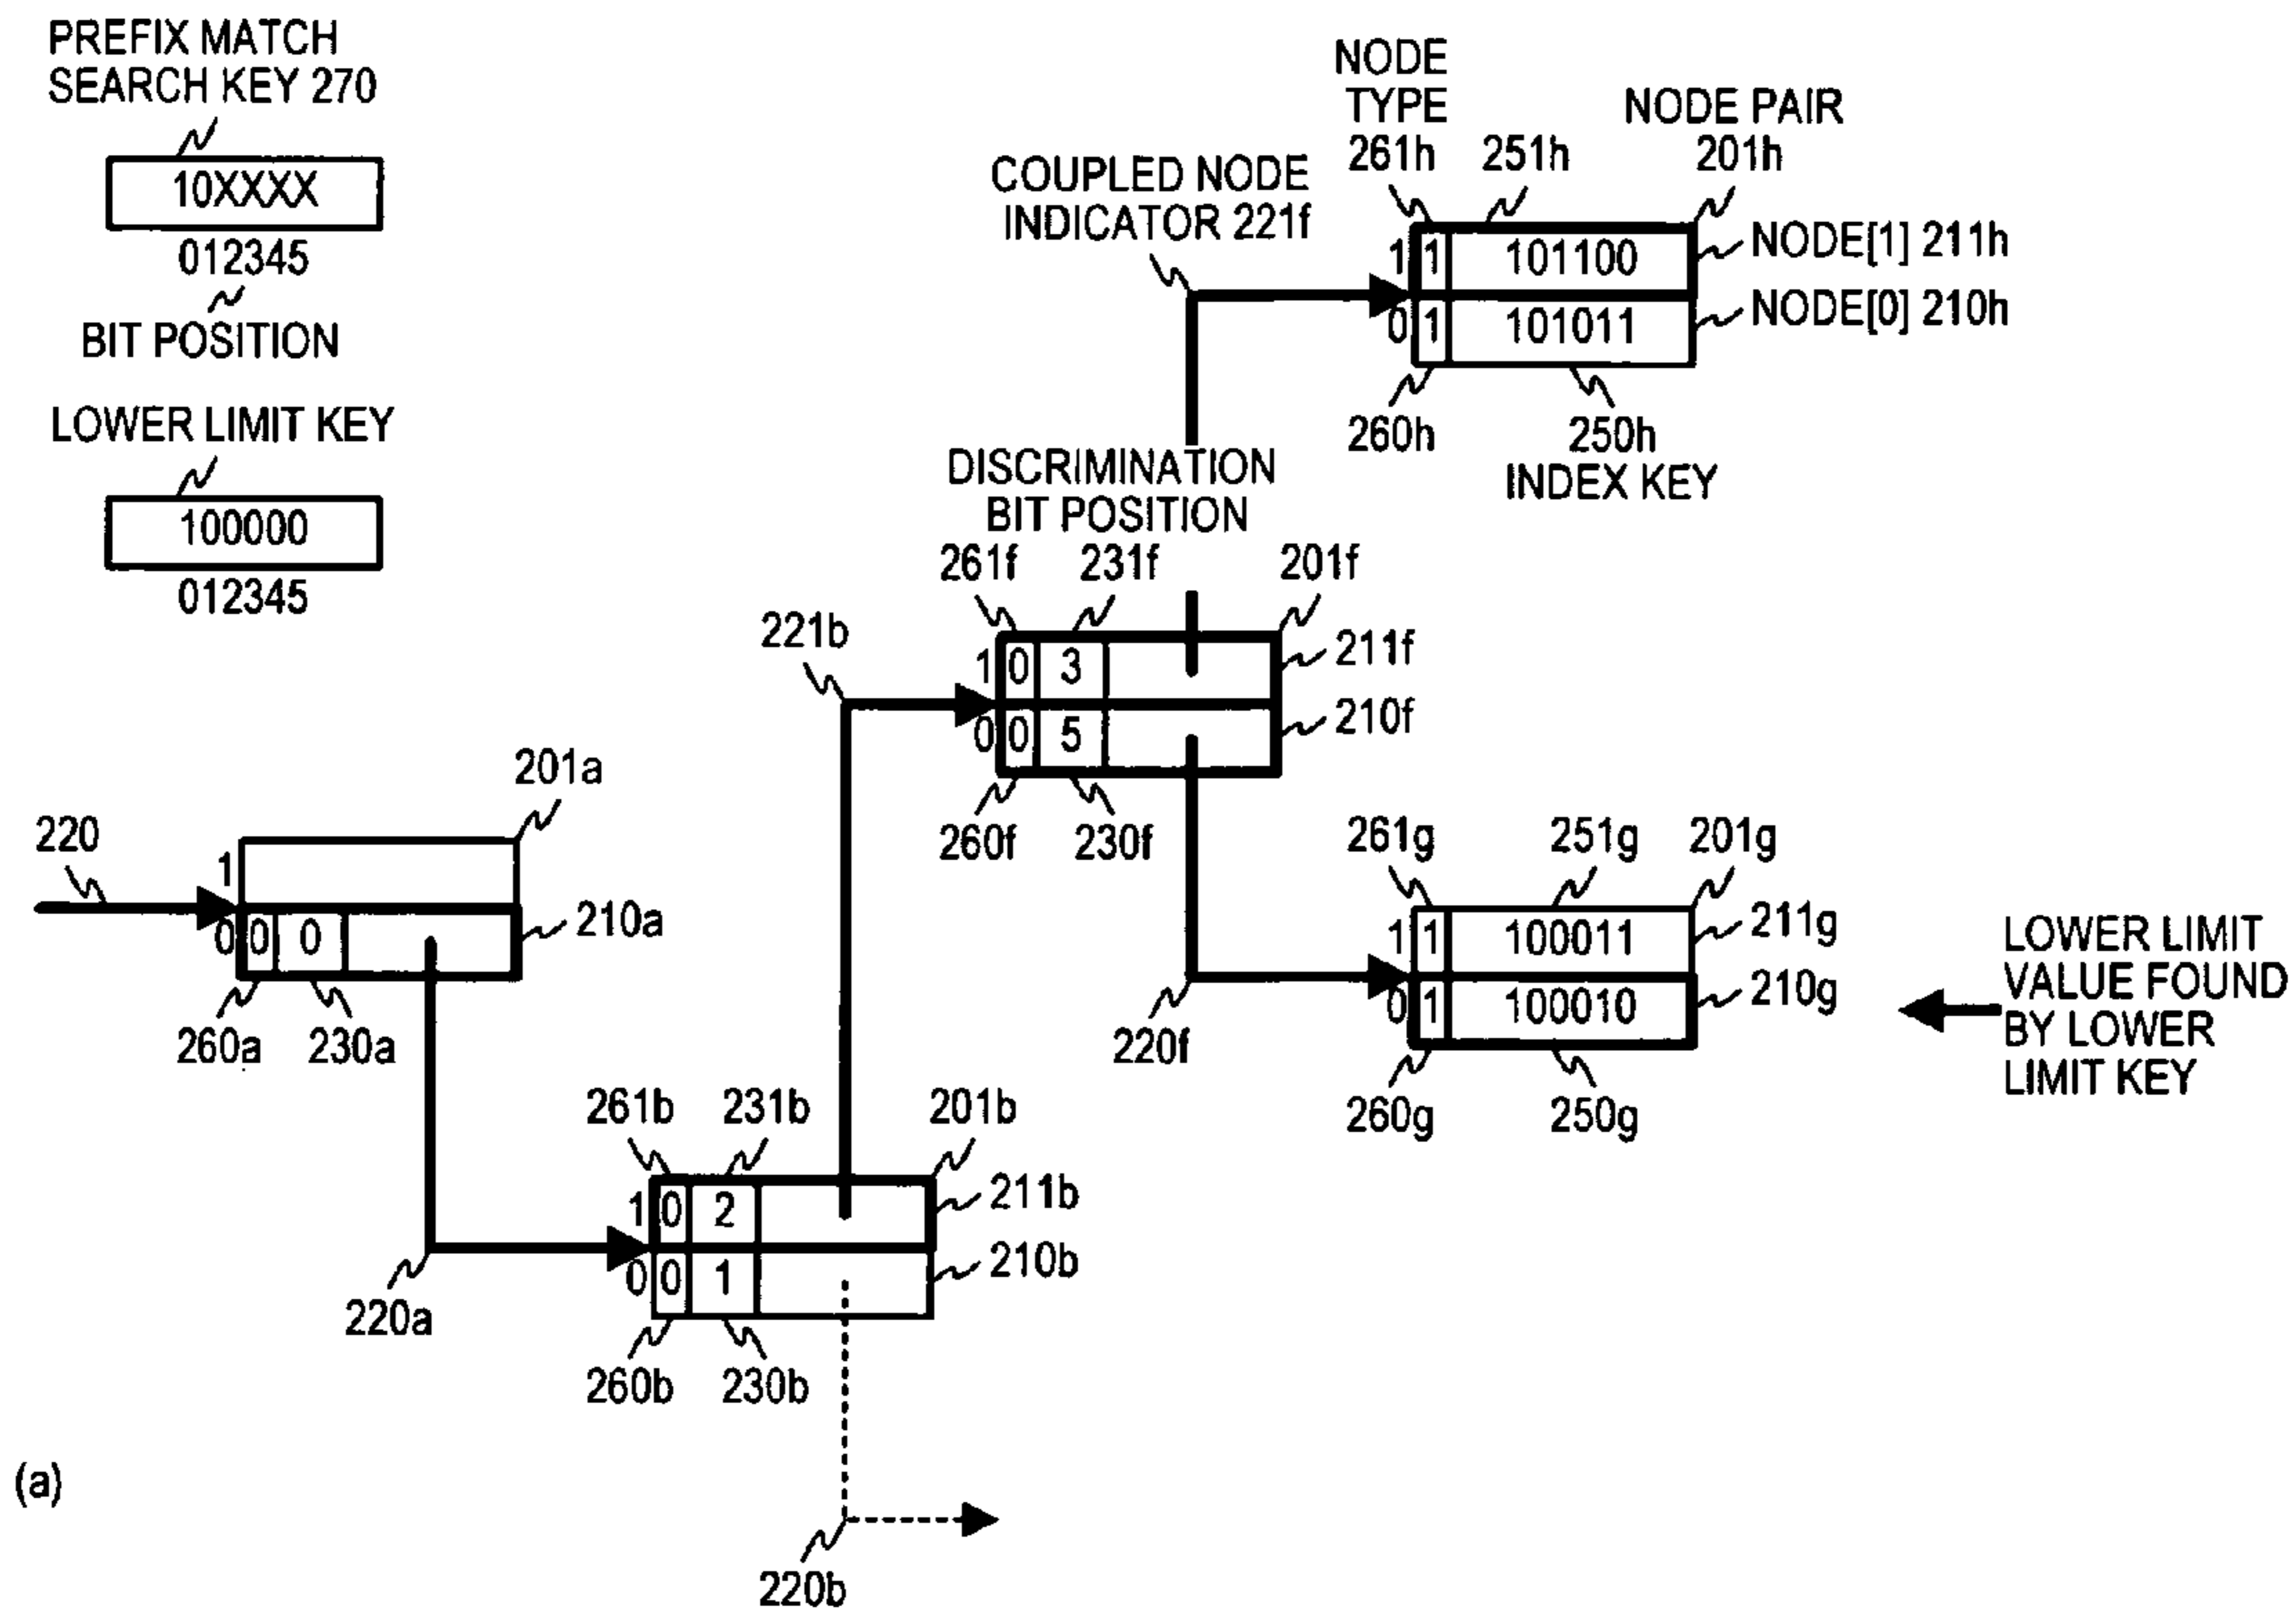 PREFIX MATCH
SEARCH KEY 270
10XXXX
012345
BIT POSITION
LOWER LIMIT KEY
100000
012345
NODE
TYPE
261h
251h
NODE PAIR
201h
COUPLED NODE
INDICATOR 221f
1 1 101100
NODE[1] 211h
0 1 101011
NODE[0] 210h
260h
250h
INDEX KEY
DISCRIMINATION
BIT POSITION
261f
231f
201f
221b
1 0 3
211f
0 0 5
210f
260f
230f
201a
220
1
0 0 0
210a
260a
230a
220a
261g
251g
201g
1 1 100011
211g
0 1 100010
210g
220f
260g
250g
LOWER LIMIT
VALUE FOUND
BY LOWER
LIMIT KEY
261b
231b
201b
1 0 2
211b
0 0 1
210b
260b
230b
220b
(a)